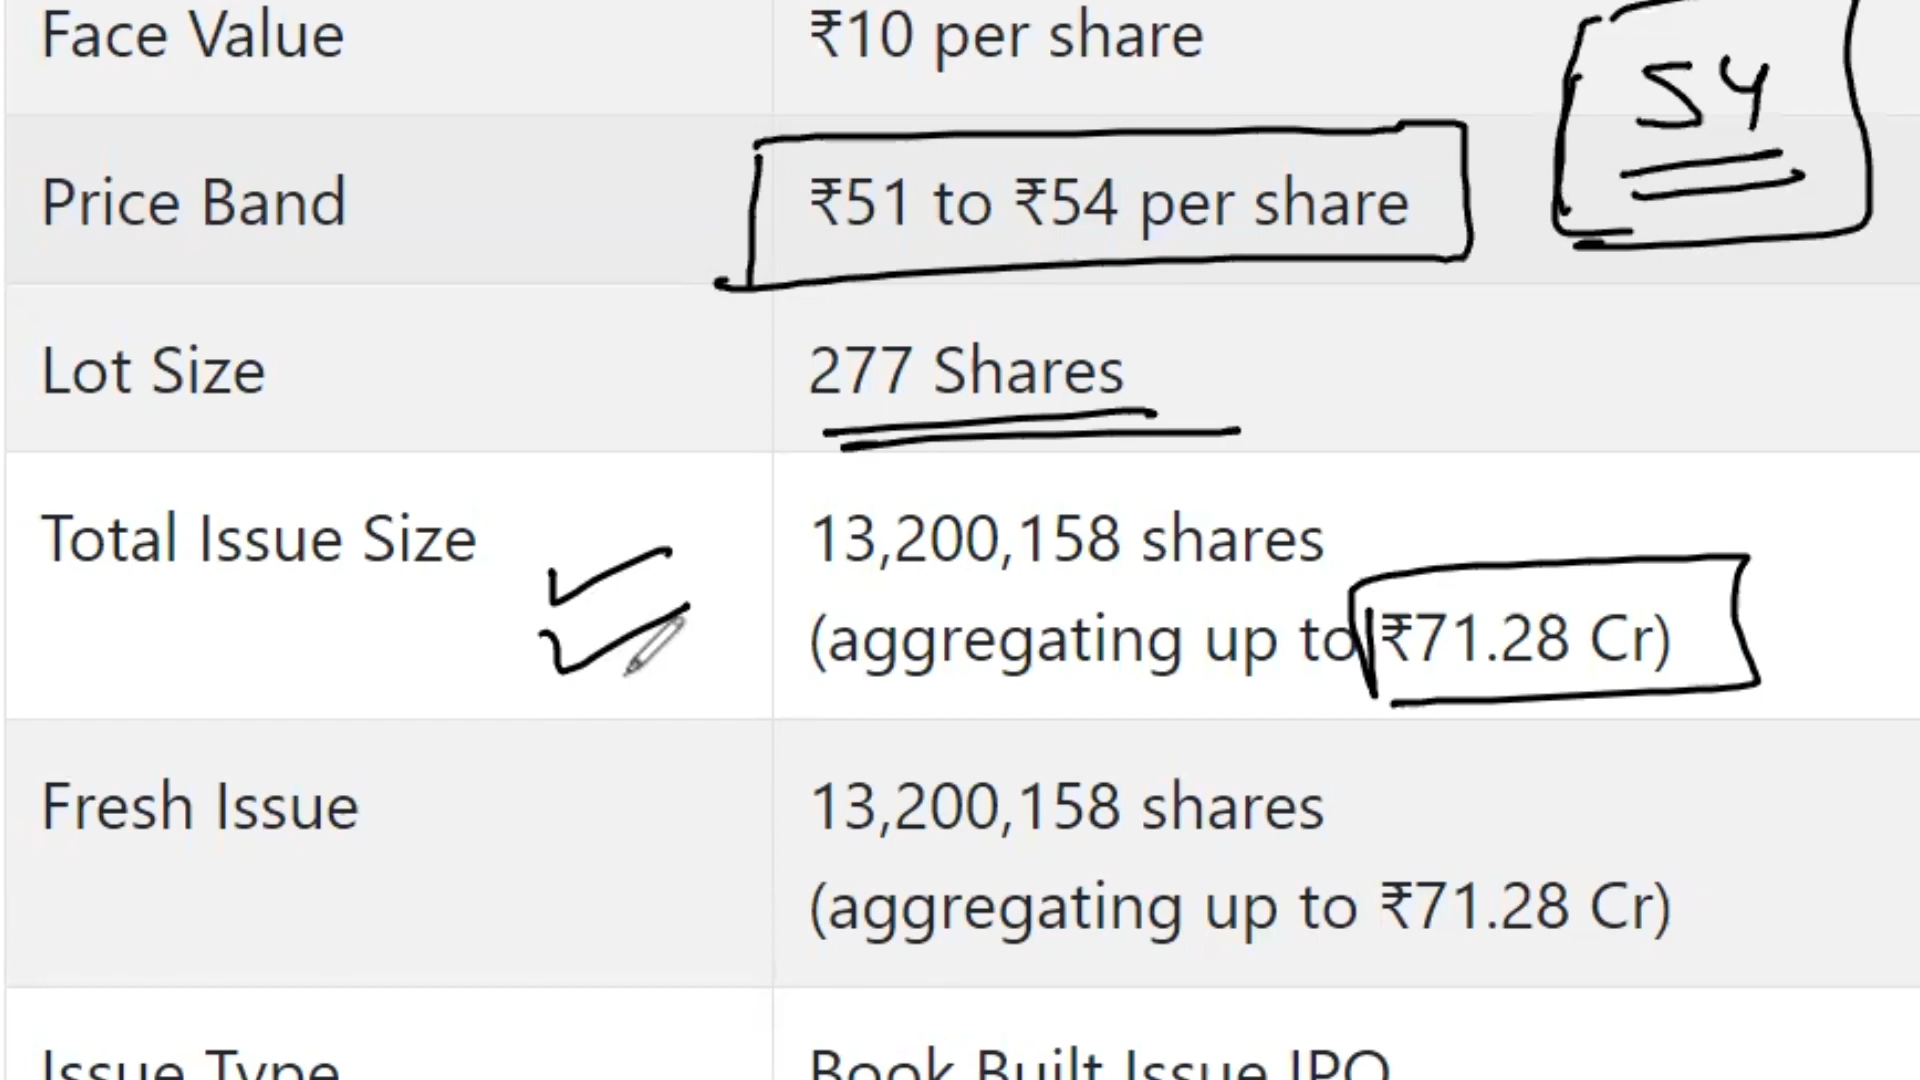 Face Value
₹10 per share
54
Price Band
₹51 to ₹54 per share
Lot Size
277 Shares
Total Issue Size
13,200,158 shares
(aggregating up to ₹71.28 Cr)
Fresh Issue
13,200,158 shares
(aggregating up to ₹71.28 Cr)
Issue Type
Book Built Issue IPO